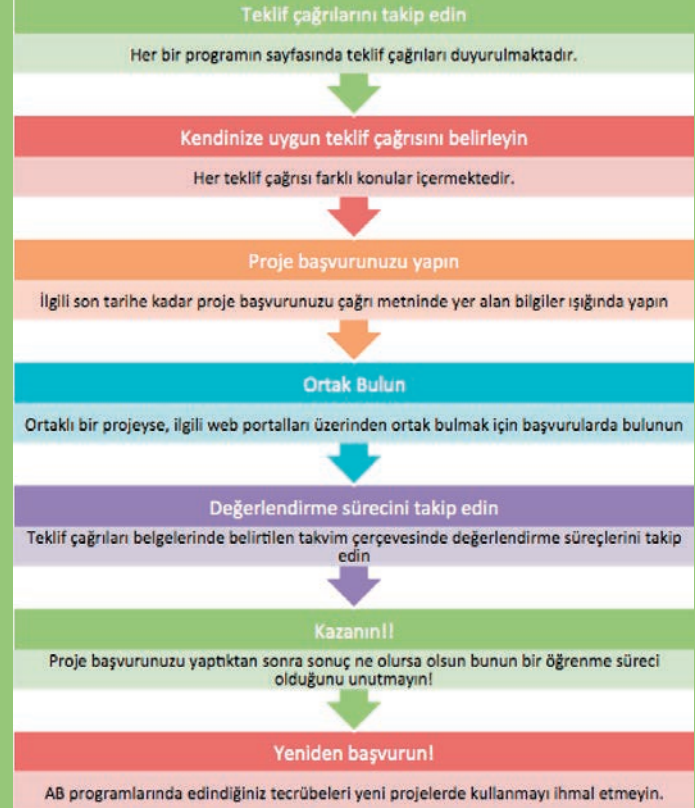 Teklif çağrılarını takip edin
Her bir programın sayfasında teklif çağrıları duyurulmaktadır.
Kendinize uygun teklif çağrısını belirleyin
Her teklif çağrısı farklı konular içermektedir.
Proje başvurunuzu yapın
İlgili son tarihe kadar proje başvurunuzu çağrı metninde yer alan bilgiler ışığında yapın
Ortak Bulun
Ortaklı bir projeyse, ilgili web portalları üzerinden ortak bulmak için başvurularda bulunun
Değerlendirme sürecini takip edin
Teklif çağrıları belgelerinde belirtilen takvim çerçevesinde değerlendirme süreçlerini takip
edin
Kazanın!!
Proje başvurunuzu yaptıktan sonra sonuç ne olursa olsun bunun bir öğrenme süreci
olduğunu unutmayın!
Yeniden başvurun!
AB programlarında edindiğiniz tecrübeleri yeni projelerde kullanmayı ihmal etmeyin.